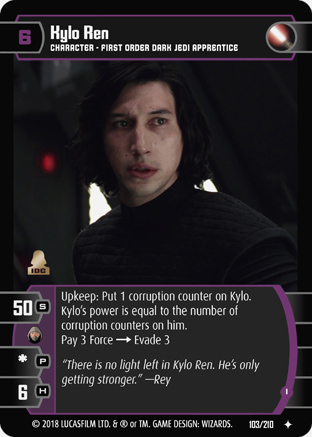 6
Kylo Ren
CHARACTER - FIRST ORDER DARK JEDI APPRENTICE
IDC
50 S
* P
6 H
Upkeep: Put 1 corruption counter on Kylo.
Kylo's power is equal to the number of
corruption counters on him.
Pay 3 Force → Evade 3
“There is no light left in Kylo Ren. He's only
getting stronger.” —Rey
1
© 2018 LUCASFILM LTD. & ® or TM. GAME DESIGN: WIZARDS.
103/210